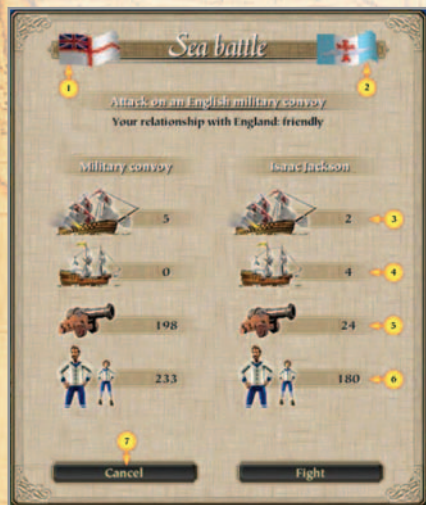 Sea battle
1 2
Attack on an English military convoy
Your relationship with England: friendly
Military convoy Isaac Jackson
5 2 3
0 4 4
198 24 5
233 180 6
7
Cancel Fight